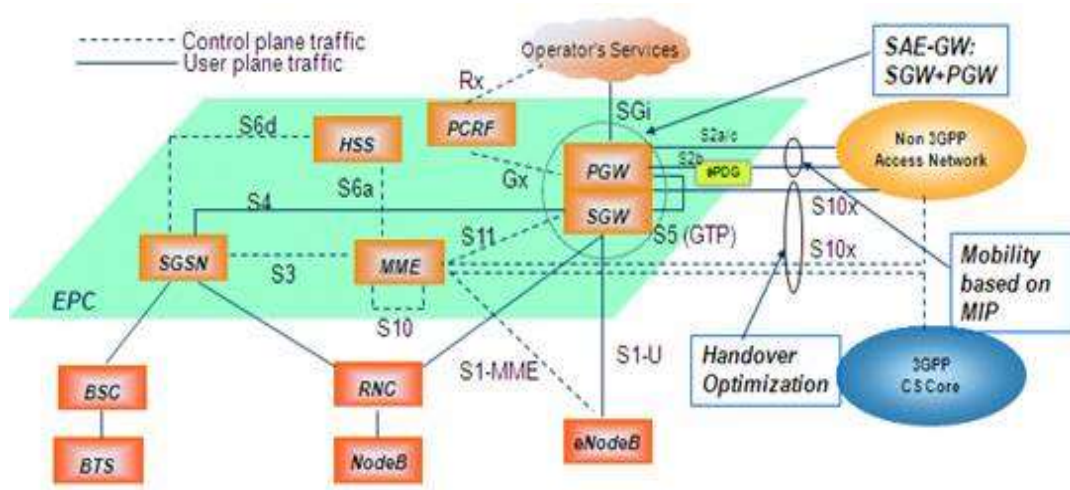 Control plane traffic
User plane traffic
Operator's Services
SAE-GW:
SGW+PGW
Rx
SGi
S6d
HSS
PCRF
S2a/c
Non 3GPP
Access Network
PGW
S2b
ePDG
Gx
S6a
S4
SGW
S10x
S11
S5 (GTP)
SGSN
S3
MME
S10x
Mobility
based on
MIP
EPC
S10
S1-MME
S1-U
Handover
Optimization
3GPP
CS Core
BSC
RNC
eNodeB
BTS
NodeB